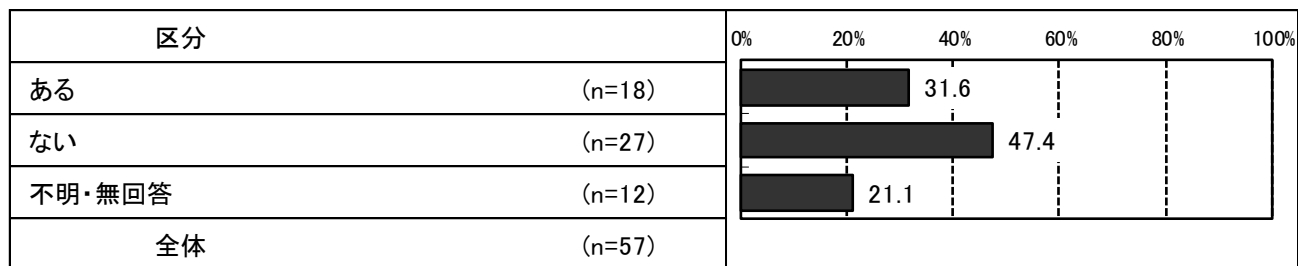 区分
0% 20% 40% 60% 80% 100%
ある (n=18) 31.6
ない (n=27) 47.4
不明・無回答 (n=12) 21.1
全体 (n=57)